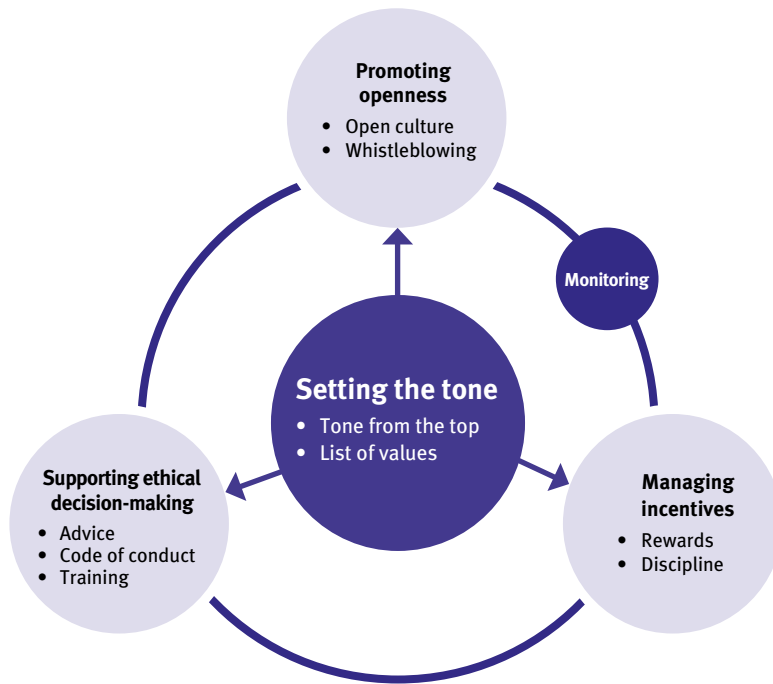 Promoting
openness
• Open culture
• Whistleblowing
Monitoring
Setting the tone
• Tone from the top
• List of values
Supporting ethical
decision-making
• Advice
• Code of conduct
• Training
Managing
incentives
• Rewards
• Discipline